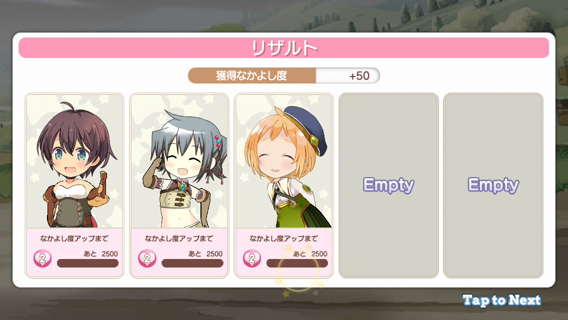 リザルト
獲得なかよし度 +50
なかよし度アップまで
2 あと 2500
なかよし度アップまで
2 あと 2500
なかよし度アップまで
2 あと 2500
Empty
Empty
Tap to Next